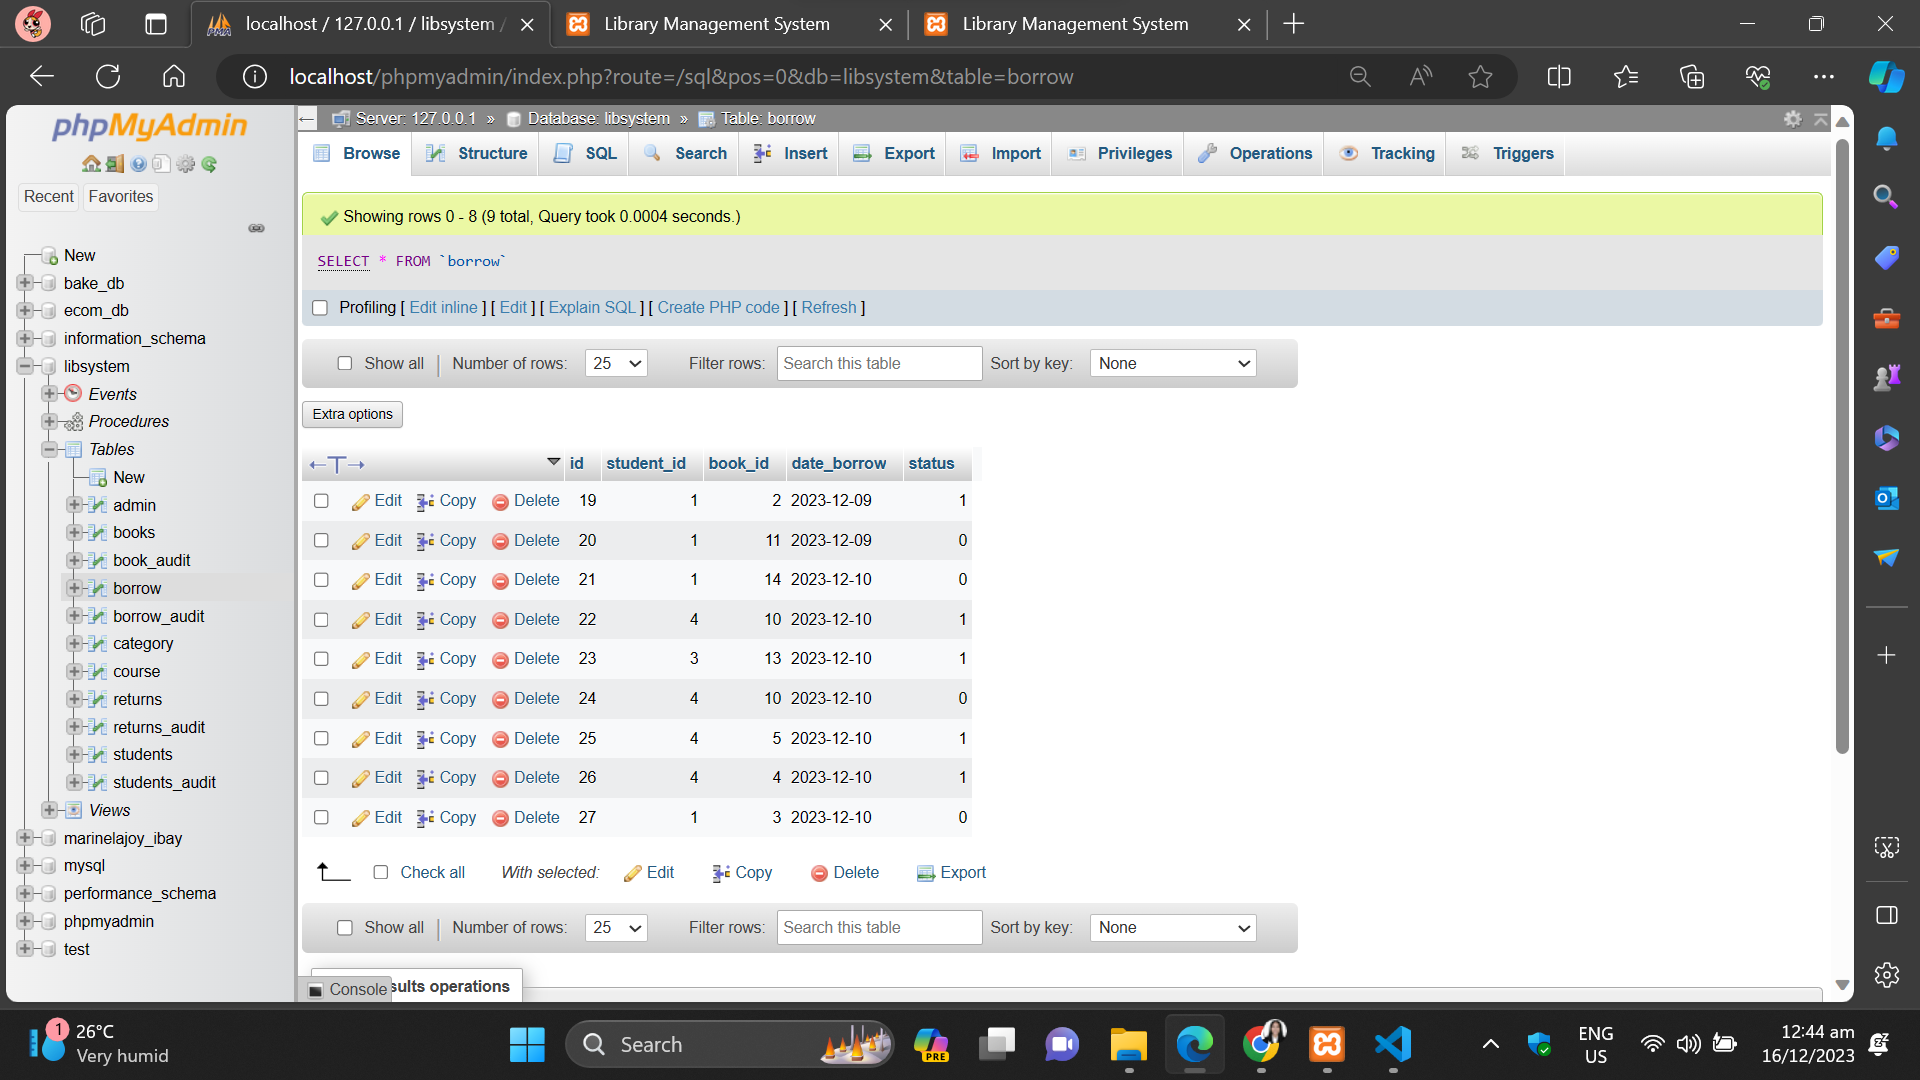 localhost / 127.0.0.1 / libsystem /
Library Management System
Library Management System
localhost/phpmyadmin/index.php?route=/sql&pos=0&db=libsystem&table=borrow
phpMyAdmin
Recent
Favorites
New
bake_db
ecom_db
information_schema
libsystem
Events
Procedures
Tables
New
admin
books
book_audit
borrow
borrow_audit
category
course
returns
returns_audit
students
students_audit
Views
marinelajoy_ibay
mysql
performance_schema
phpmyadmin
test
Server: 127.0.0.1 » Database: libsystem » Table: borrow
Browse Structure SQL Search Insert Export Import Privileges Operations Tracking Triggers
Showing rows 0 - 8 (9 total, Query took 0.0004 seconds.)
SELECT * FROM `borrow`
Profiling [ Edit inline ] [ Edit ] [ Explain SQL ] [ Create PHP code ] [ Refresh ]
Show all Number of rows: 25 Filter rows: Search this table Sort by key: None
Extra options
←T→ id student_id book_id date_borrow status
Edit Copy Delete 19 1 2 2023-12-09 1
Edit Copy Delete 20 1 11 2023-12-09 0
Edit Copy Delete 21 1 14 2023-12-10 0
Edit Copy Delete 22 4 10 2023-12-10 1
Edit Copy Delete 23 3 13 2023-12-10 1
Edit Copy Delete 24 4 10 2023-12-10 0
Edit Copy Delete 25 4 5 2023-12-10 1
Edit Copy Delete 26 4 4 2023-12-10 1
Edit Copy Delete 27 1 3 2023-12-10 0
Check all With selected: Edit Copy Delete Export
Show all Number of rows: 25 Filter rows: Search this table Sort by key: None
Console sults operations
1
26°C
Very humid
Search
PRE
ENG
US
12:44 am
16/12/2023